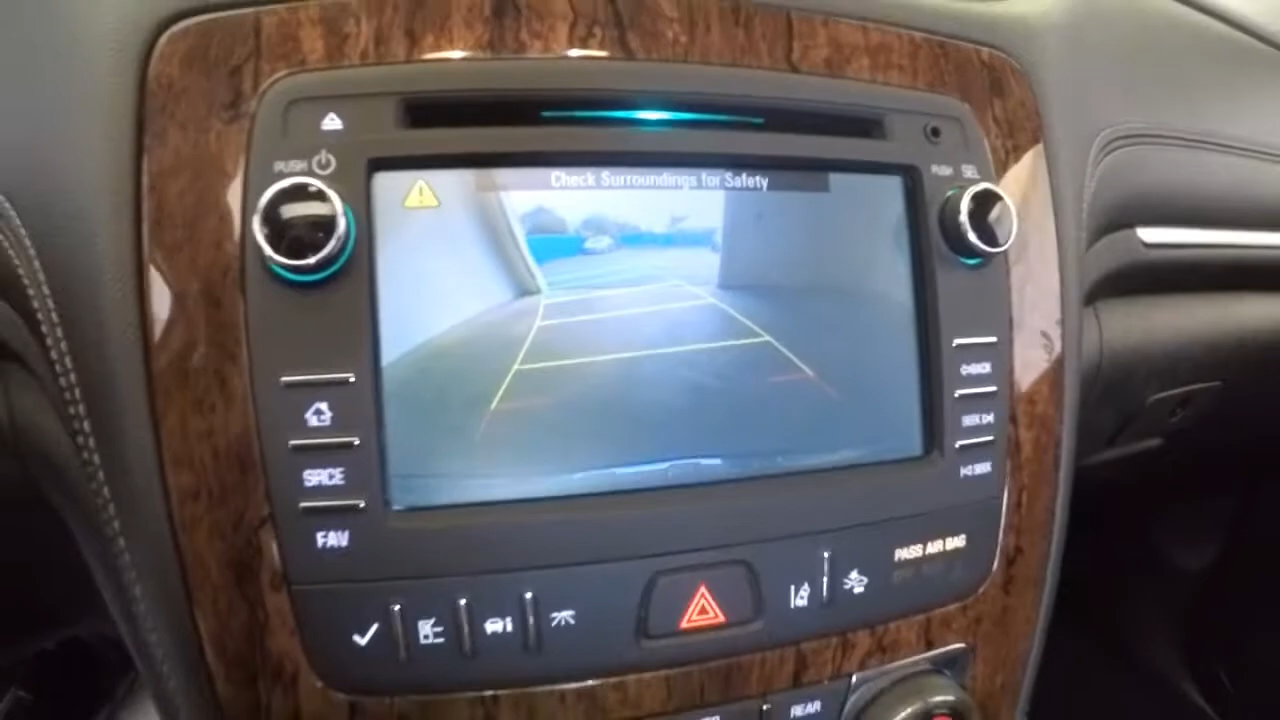 PUSH
PUSH SEL
Check Surroundings for Safety
BACK
SEEK
SEEK
SRCE
FAV
PASS AIR BAG
REAR